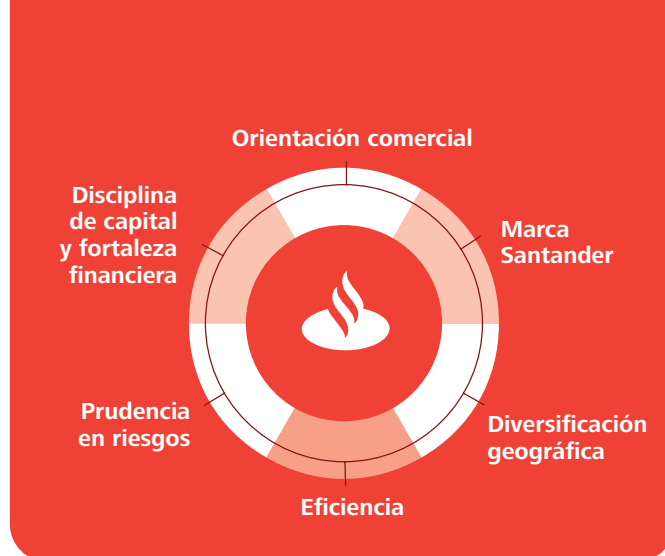 Orientación comercial
Disciplina
de capital
y fortaleza
financiera
Marca
Santander
Prudencia
en riesgos
Diversificación
geográfica
Eficiencia